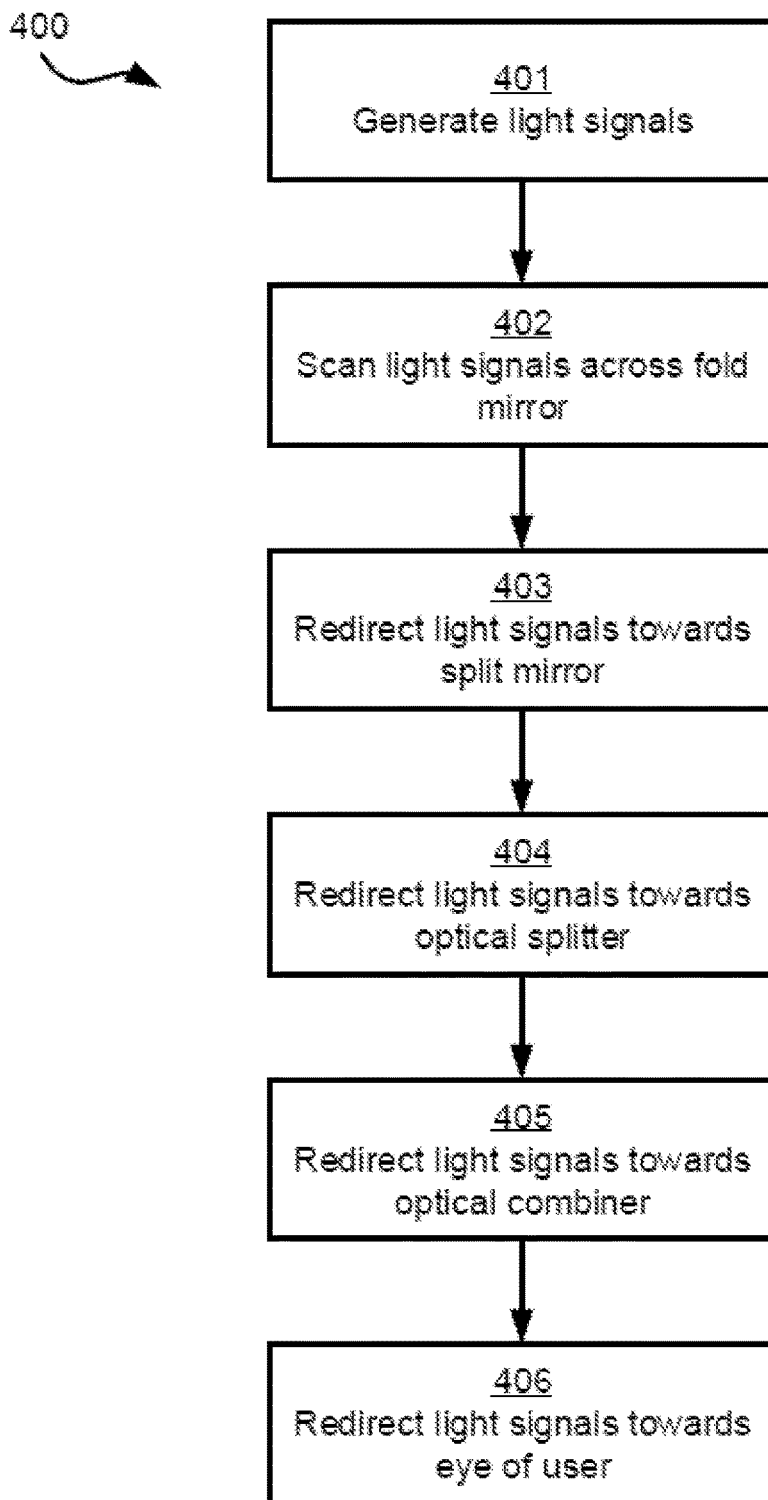 400
401
Generate light signals
402
Scan light signals across fold
mirror
403
Redirect light signals towards
split mirror
404
Redirect light signals towards
optical splitter
405
Redirect light signals towards
optical combiner
406
Redirect light signals towards
eye of user